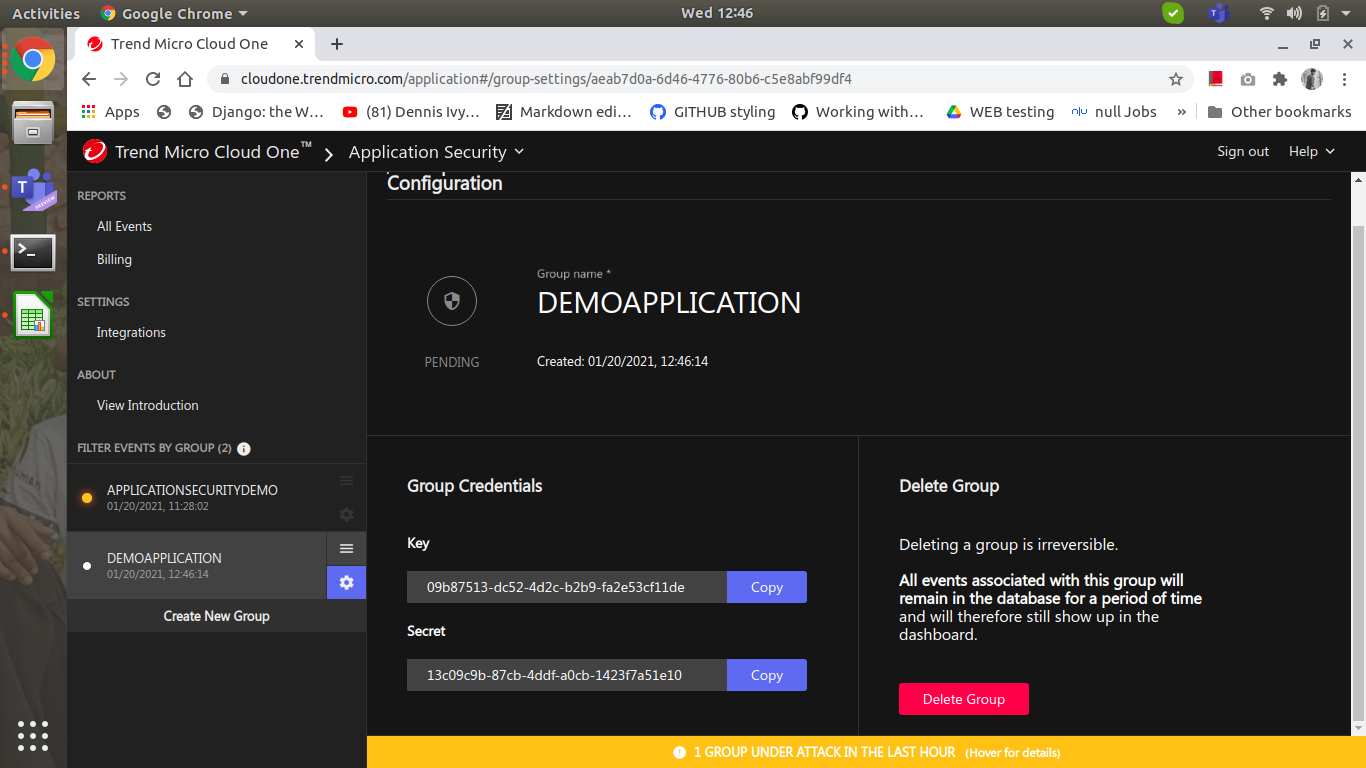 Activities
Google Chrome
Wed 12:46
Trend Micro Cloud One
cloudone.trendmicro.com/application#/group-settings/aeab7d0a-6d46-4776-80b6-c5e8abf99df4
Apps
Django: the W...
(81) Dennis Ivy...
Markdown edi...
GITHUB styling
Working with...
WEB testing
n|u null Jobs
»
Other bookmarks
Trend Micro Cloud One™
Application Security
Sign out
Help
REPORTS
All Events
Billing
SETTINGS
Integrations
ABOUT
View Introduction
FILTER EVENTS BY GROUP (2)
APPLICATIONSECURITYDEMO
01/20/2021, 11:28:02
DEMOAPPLICATION
01/20/2021, 12:46:14
Create New Group
Configuration
Group name *
DEMOAPPLICATION
PENDING
Created: 01/20/2021, 12:46:14
Group Credentials
Key
09b87513-dc52-4d2c-b2b9-fa2e53cf11de
Copy
Secret
13c09c9b-87cb-4ddf-a0cb-1423f7a51e10
Copy
Delete Group
Deleting a group is irreversible.
All events associated with this group will
remain in the database for a period of time
and will therefore still show up in the
dashboard.
Delete Group
1 GROUP UNDER ATTACK IN THE LAST HOUR (Hover for details)